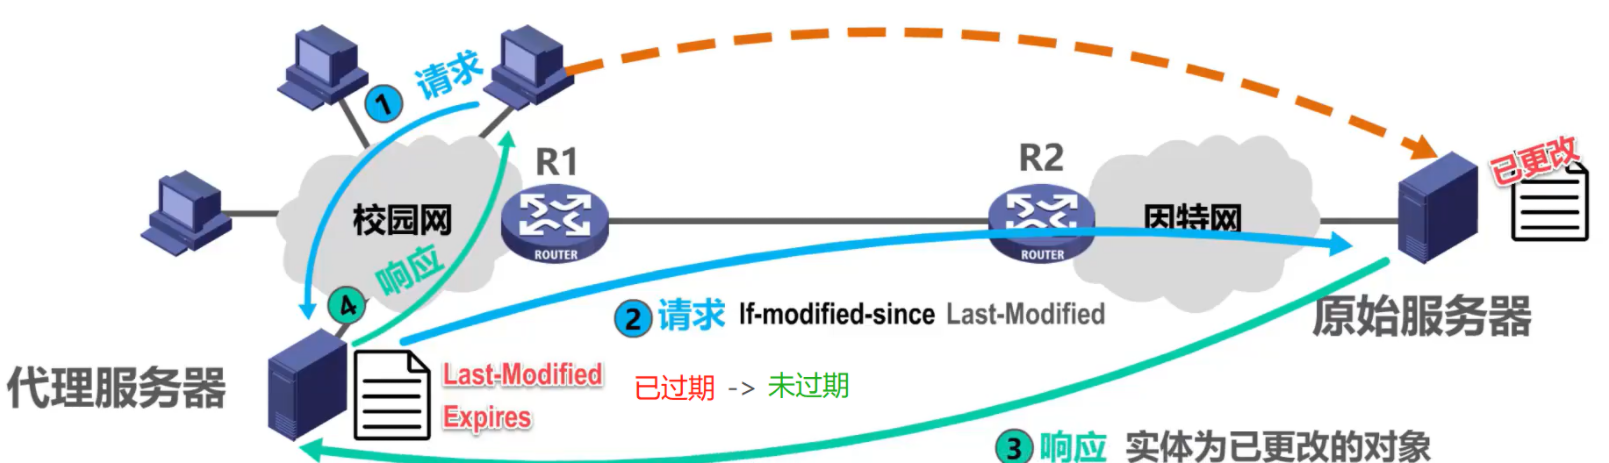 ① 请求
已更改
R1
R2
校园网
因特网
ROUTER
ROUTER
④ 响应
② 请求 If-modified-since Last-Modified
原始服务器
代理服务器
Last-Modified
Expires
已过期 -> 未过期
③ 响应 实体为已更改的对象